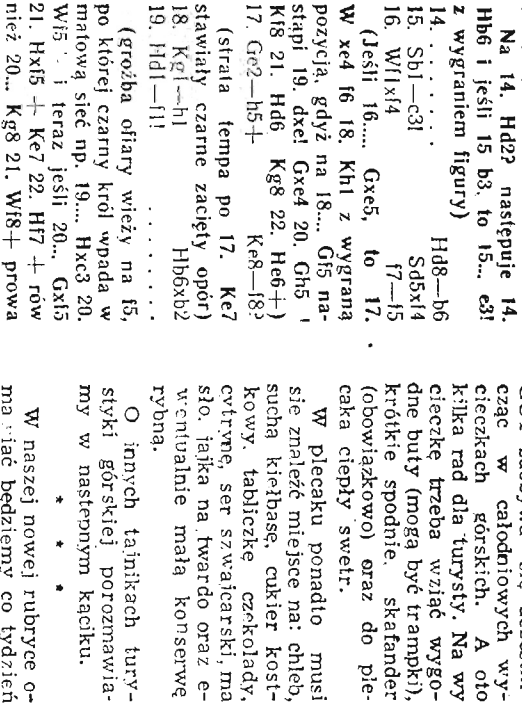 Na 14. Hd2? następuje 14.
Hb6 i jeśli 15 b3, to 15... e3!
z wygraniem figury)
14. . . . . . . . Hd8—b6
15. Sb1—c3! Sd5xf4
16. Wf1xf4 f7—f5
(Jeśli 16..... Gxe5, to 17.
W xe4 f6 18. Kh1 z wygraną
pozycją, gdyż na 18.... Gf5 na-
stąpi 19. dxe! Gxe4 20. Gh5 !
Kf8 21. Hd6 Kg8 22. He6+)
17. Ge2—h5+ Ke8—f8?
(strata tempa po 17. Ke7
stawiały czarne zacięty opór)
18. Kg1—h1 Hb6xb2
19. Hd1—f1! . . . . . . . .
(groźba ofiary wieży na f5,
po której czarny król wpada w
matową sieć np. 19.... Hxc3 20.
Wf5 i teraz jeśli 20... Gxf5
21. Hxf5 + Ke7 22. Hf7 + rów
nież 20... Kg8 21. Wf8+ prowa
cząc w całodniowych wy-
cieczkach górskich. A oto
kilka rad dla turysty. Na wy
cieczkę trzeba wziąć wygo-
dne buty (mogą być trampki),
krótkie spodnie, skafander
(obowiązkowo) oraz do ple-
caka ciepły swetr.
W plecaku ponadto musi
się znaleźć miejsce na: chleb,
suchą kiełbasę, cukier kost-
kowy, tabliczkę czekolady,
cytrynę, ser szwajcarski, ma
sło, jajka na twardo oraz e-
wentualnie małą konserwę
rybną.
O innych tajnikach tury-
styki górskiej porozmawia-
my w następnym kąciku.
* * *
W naszej nowej rubryce o-
mawiać będziemy co tydzień